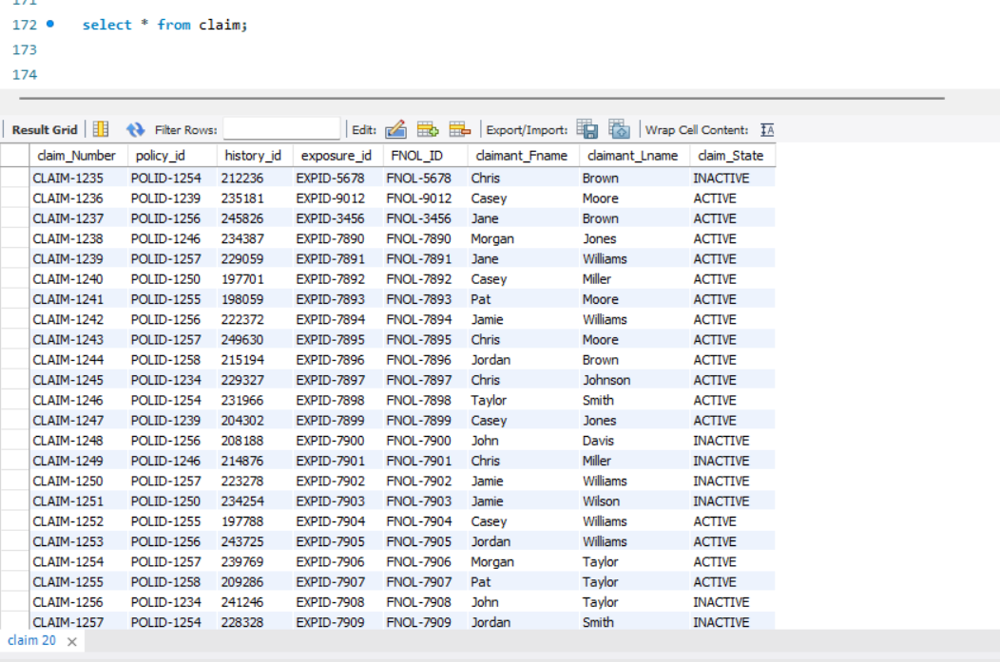 171
172 select * from claim;
173
174
Result Grid Filter Rows: Edit: Export/Import: Wrap Cell Content:
claim_Number policy_id history_id exposure_id FNOL_ID claimant_Fname claimant_Lname claim_State
CLAIM-1235 POLID-1254 212236 EXPID-5678 FNOL-5678 Chris Brown INACTIVE
CLAIM-1236 POLID-1239 235181 EXPID-9012 FNOL-9012 Casey Moore ACTIVE
CLAIM-1237 POLID-1256 245826 EXPID-3456 FNOL-3456 Jane Brown ACTIVE
CLAIM-1238 POLID-1246 234387 EXPID-7890 FNOL-7890 Morgan Jones ACTIVE
CLAIM-1239 POLID-1257 229059 EXPID-7891 FNOL-7891 Jane Williams ACTIVE
CLAIM-1240 POLID-1250 197701 EXPID-7892 FNOL-7892 Casey Miller ACTIVE
CLAIM-1241 POLID-1255 198059 EXPID-7893 FNOL-7893 Pat Moore ACTIVE
CLAIM-1242 POLID-1256 222372 EXPID-7894 FNOL-7894 Jamie Williams ACTIVE
CLAIM-1243 POLID-1257 249630 EXPID-7895 FNOL-7895 Chris Moore ACTIVE
CLAIM-1244 POLID-1258 215194 EXPID-7896 FNOL-7896 Jordan Brown ACTIVE
CLAIM-1245 POLID-1234 229327 EXPID-7897 FNOL-7897 Chris Johnson ACTIVE
CLAIM-1246 POLID-1254 231966 EXPID-7898 FNOL-7898 Taylor Smith ACTIVE
CLAIM-1247 POLID-1239 204302 EXPID-7899 FNOL-7899 Casey Jones ACTIVE
CLAIM-1248 POLID-1256 208188 EXPID-7900 FNOL-7900 John Davis INACTIVE
CLAIM-1249 POLID-1246 214876 EXPID-7901 FNOL-7901 Chris Miller INACTIVE
CLAIM-1250 POLID-1257 223278 EXPID-7902 FNOL-7902 Jamie Williams INACTIVE
CLAIM-1251 POLID-1250 234254 EXPID-7903 FNOL-7903 Jamie Wilson INACTIVE
CLAIM-1252 POLID-1255 197788 EXPID-7904 FNOL-7904 Casey Williams ACTIVE
CLAIM-1253 POLID-1256 243725 EXPID-7905 FNOL-7905 Jordan Williams ACTIVE
CLAIM-1254 POLID-1257 239769 EXPID-7906 FNOL-7906 Morgan Taylor ACTIVE
CLAIM-1255 POLID-1258 209286 EXPID-7907 FNOL-7907 Pat Taylor ACTIVE
CLAIM-1256 POLID-1234 241246 EXPID-7908 FNOL-7908 John Taylor INACTIVE
CLAIM-1257 POLID-1254 228328 EXPID-7909 FNOL-7909 Jordan Smith INACTIVE
claim 20